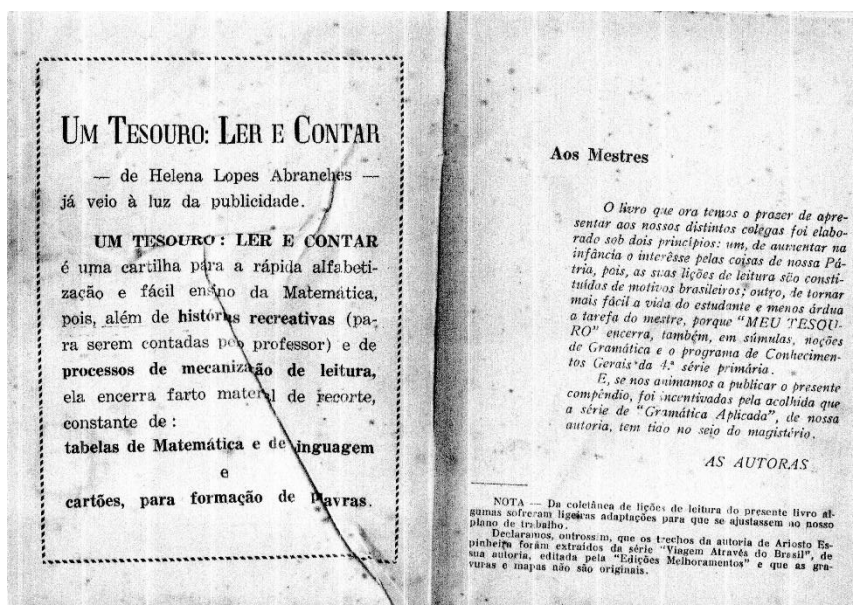 UM TESOURO: LER E CONTAR
— de Helena Lopes Abranches —
já veio à luz da publicidade.
UM TESOURO: LER E CONTAR
é uma cartilha para a rápida alfabeti-
zação e fácil ensino da Matemática,
pois, além de histórias recreativas (pa-
ra serem contadas pelo professor) e de
processos de mecanização de leitura,
ela encerra farto material de recorte,
constante de :
tabelas de Matemática e de linguagem
e
cartões, para formação de palavras.
Aos Mestres
O livro que ora temos o prazer de apre-
sentar aos nossos distintos colegas foi elabo-
rado sob dois princípios: um, de aumentar na
infância o interêsse pelas coisas de nossa Pá-
tria, pois, as suas lições de leitura são consti-
tuídas de motivos brasileiros; outro, de tornar
mais fácil a vida do estudante e menos árdua
a tarefa do mestre, porque "MEU TESOU-
RO" encerra, também, em súmulas, noções
de Gramática e o programa de Conhecimen-
tos Gerais da 4.ª série primária.
E, se nos animamos a publicar o presente
compêndio, foi incentivadas pela acolhida que
a série de "Gramática Aplicada", de nossa
autoria, tem tido no seio do magistério.
AS AUTORAS
NOTA — Da coletânea de lições de leitura do presente livro al-
gumas sofreram ligeiras adaptações para que se ajustassem ao nosso
plano de trabalho.
Declaramos, outrossim, que os trechos da autoria de Ariosto Es-
pinheira foram extraídos da série "Viagem Através do Brasil", de
sua autoria, editada pela "Edições Melhoramentos" e que as gra-
vuras e mapas não são originais.